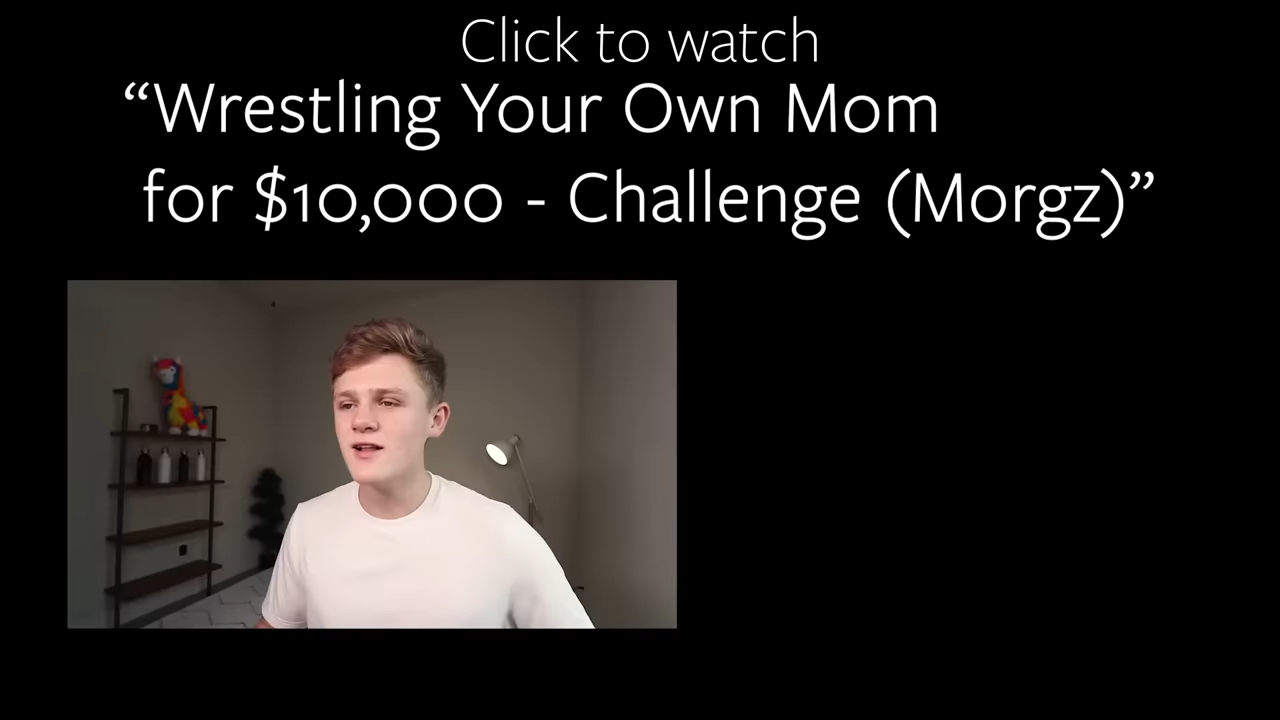 Click to watch
“Wrestling Your Own Mom
for $10,000 - Challenge (Morgz)”